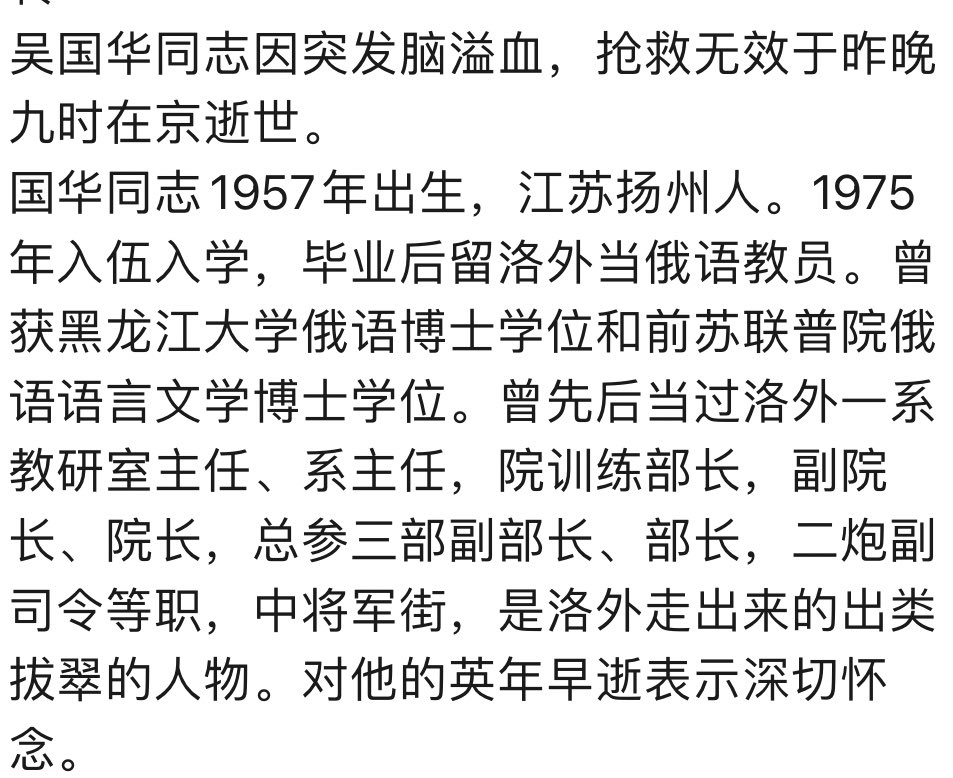 吴国华同志因突发脑溢血，抢救无效于昨晚
九时在京逝世。
国华同志1957年出生，江苏扬州人。1975
年入伍入学，毕业后留洛外当俄语教员。曾
获黑龙江大学俄语博士学位和前苏联普院俄
语语言文学博士学位。曾先后当过洛外一系
教研室主任、系主任，院训练部长，副院
长、院长，总参三部副部长、部长，二炮副
司令等职，中将军街，是洛外走出来的出类
拔翠的人物。对他的英年早逝表示深切怀
念。